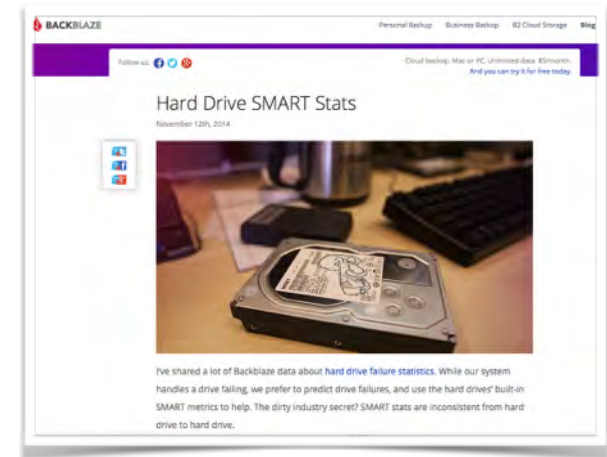 BACKBLAZE
Personal Backup Business Backup B2 Cloud Storage Blog
Follow us:
Cloud backup. Mac or PC. Unlimited data. $5/month.
And you can try it for free today.
Hard Drive SMART Stats
November 12th, 2014
I've shared a lot of Backblaze data about hard drive failure statistics. While our system
handles a drive failing, we prefer to predict drive failures, and use the hard drives' built-in
SMART metrics to help. The dirty industry secret? SMART stats are inconsistent from hard
drive to hard drive.